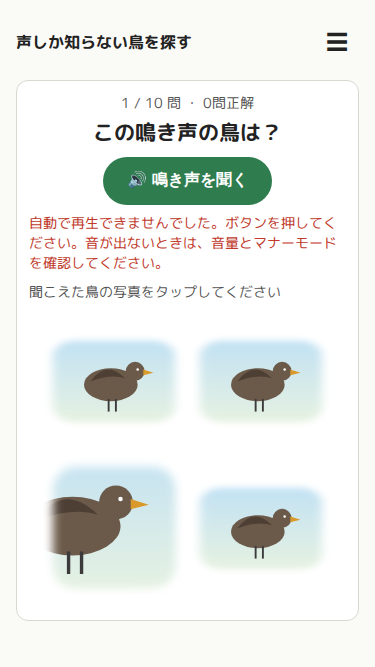 声しか知らない鳥を探す
1 / 10 問 · 0問正解
この鳴き声の鳥は？
🔊 鳴き声を聞く
自動で再生できませんでした。ボタンを押してく
ださい。音が出ないときは、音量とマナーモード
を確認してください。
聞こえた鳥の写真をタップしてください